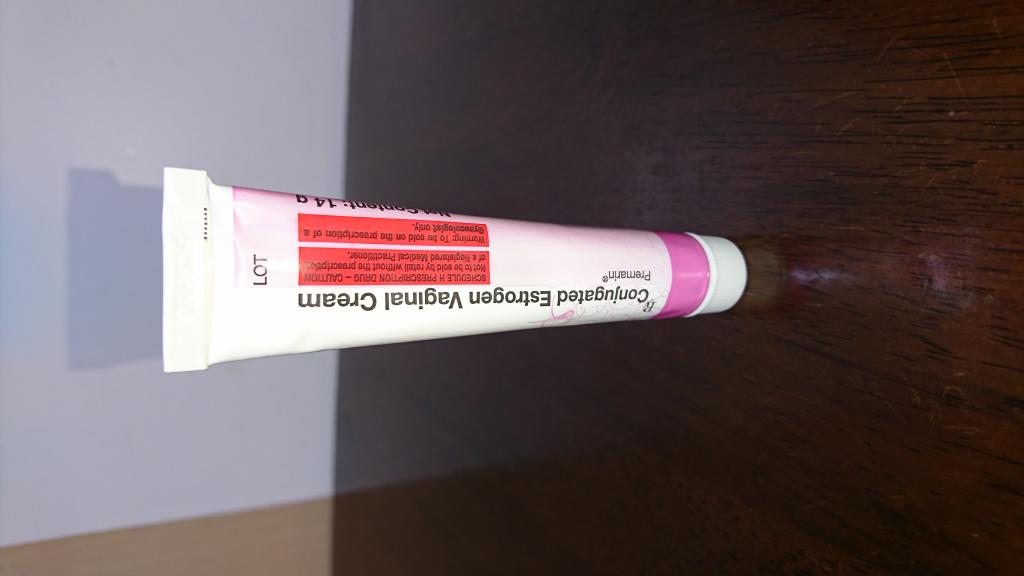 ℞
Conjugated Estrogen Vaginal Cream
Premarin®
SCHEDULE H PRESCRIPTION DRUG – CAUTION
Not to be sold by retail without the prescription
of a Registered Medical Practitioner.
Warning: To be sold on the prescription of a
Gynaecologist only.
Net Content: 14 g
LOT